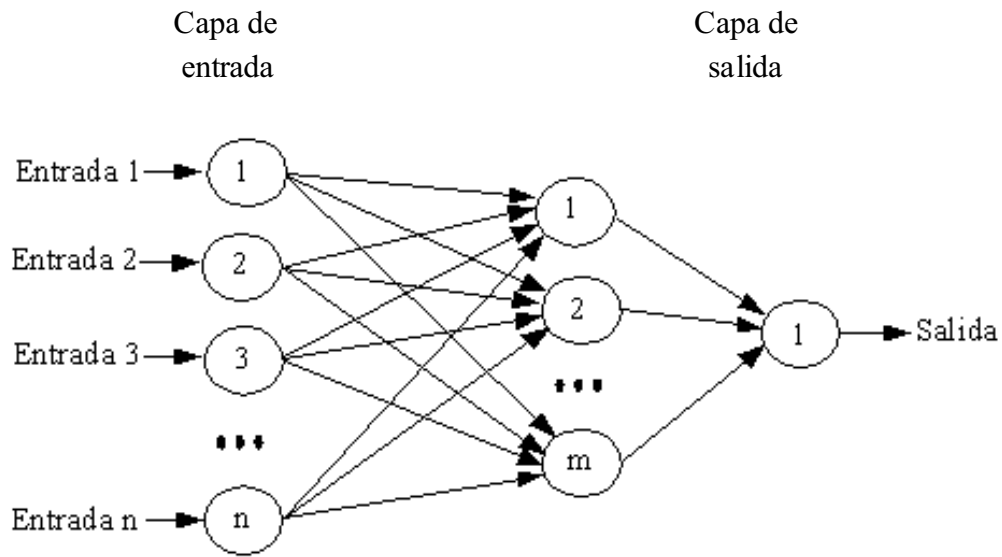 Capa de
entrada
Capa de
salida
Entrada 1
1
Entrada 2
2
Entrada 3
3
Entrada n
n
1
2
m
1
Salida